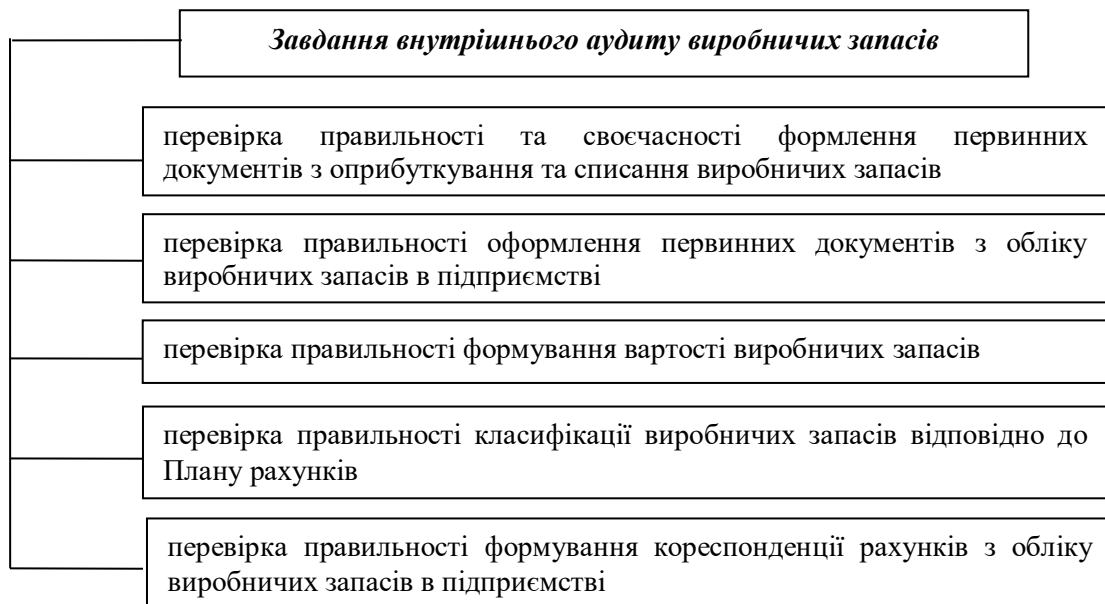 Завдання внутрішнього аудиту виробничих запасів
перевірка правильності та своєчасності формлення первинних
документів з оприбуткування та списання виробничих запасів
перевірка правильності оформлення первинних документів з обліку
виробничих запасів в підприємстві
перевірка правильності формування вартості виробничих запасів
перевірка правильності класифікації виробничих запасів відповідно до
Плану рахунків
перевірка правильності формування кореспонденції рахунків з обліку
виробничих запасів в підприємстві